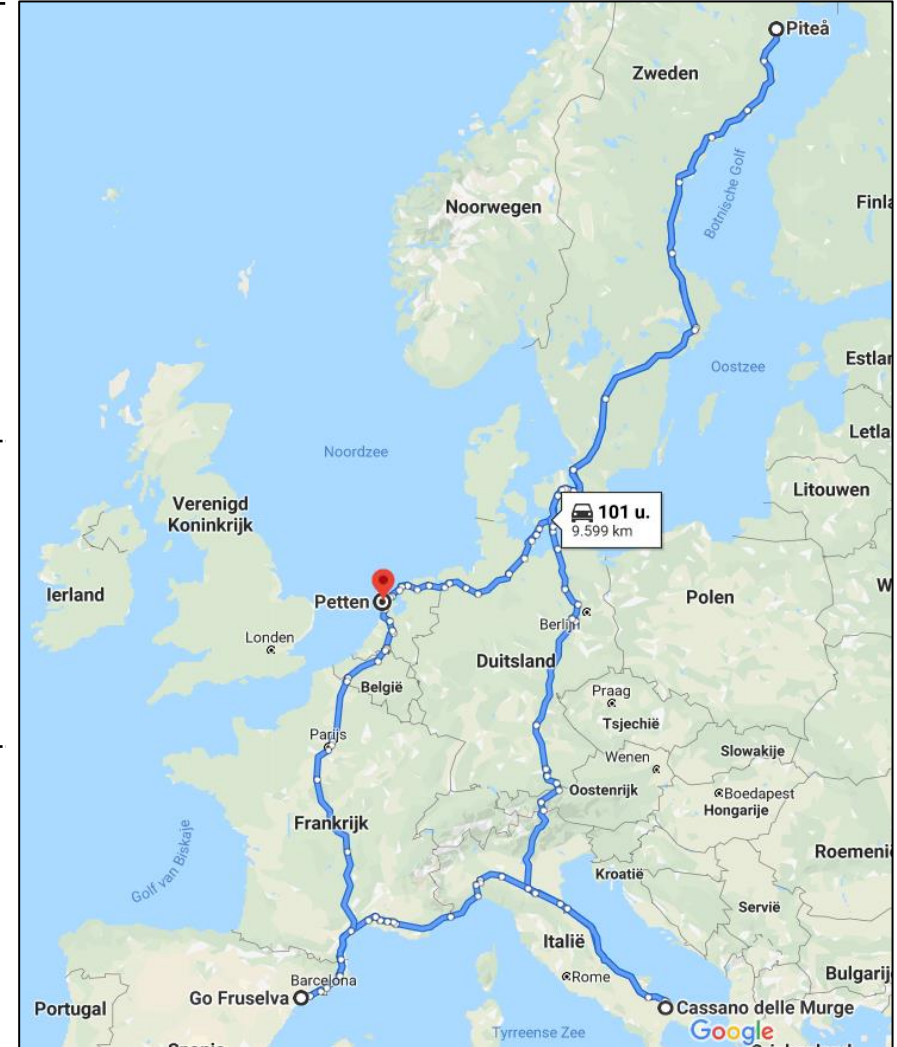 Piteå
Zweden
Noorwegen
Botnische Golf
Finla
Estlan
Oostzee
Letla
Noordzee
101 u.
9.599 km
Litouwen
Verenigd
Koninkrijk
Ierland
Petten
Berlijn
Polen
W
Londen
Duitsland
België
Praag
Tsjechië
Parijs
Wenen
Slowakije
Oostenrijk
Boedapest
Hongarije
Frankrijk
Golf van Biskaje
Roemenië
Kroatië
Servië
Italië
Rome
Bulgarij
Barcelona
Go Fruselva
Cassano delle Murge
Portugal
Google
Tyrreense Zee